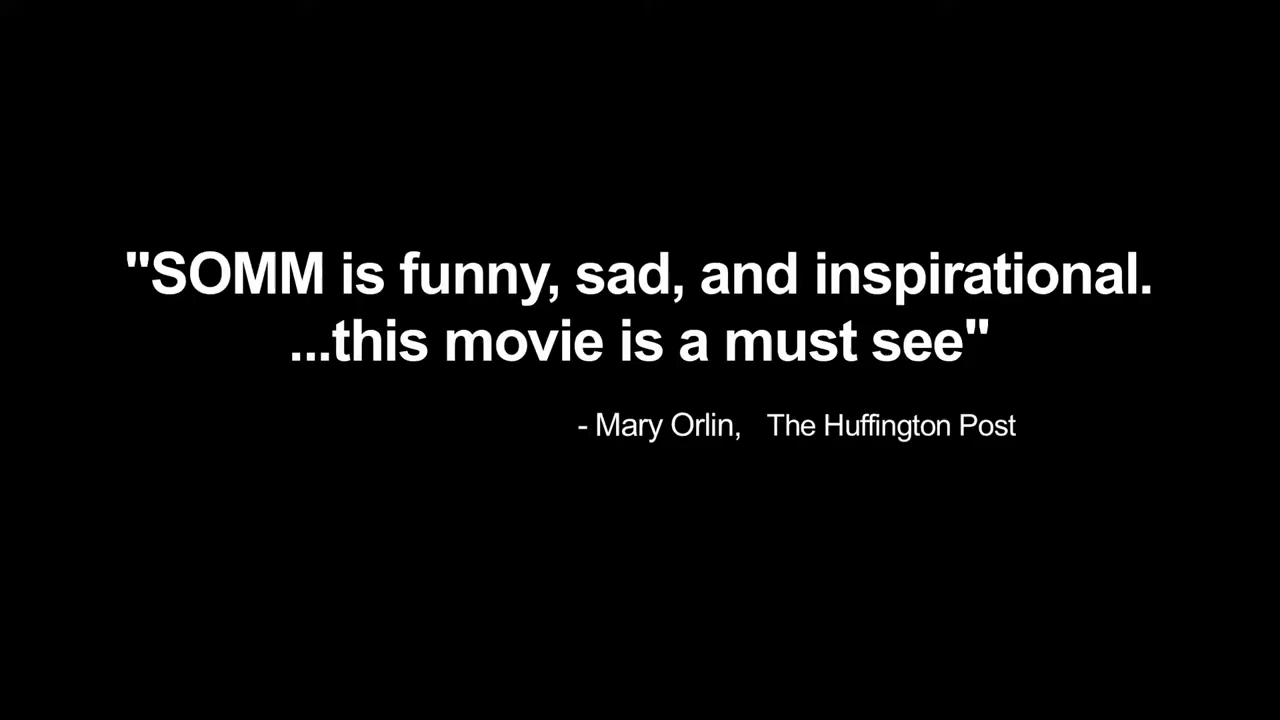 "SOMM is funny, sad, and inspirational.
...this movie is a must see"
- Mary Orlin, The Huffington Post